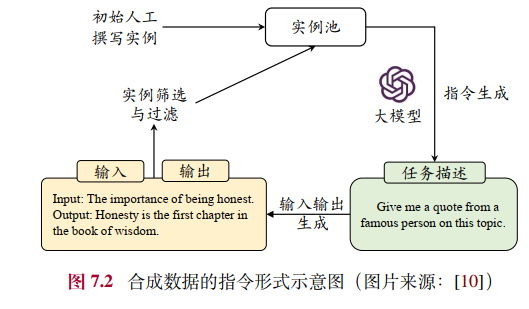 初始人工
撰写实例
实例池
大模型
指令生成
实例筛选
与过滤
输入
输出
Input: The importance of being honest.
Output: Honesty is the first chapter in
the book of wisdom.
输入输出
生成
任务描述
Give me a quote from a
famous person on this topic.
图 7.2 合成数据的指令形式示意图（图片来源：[10]）